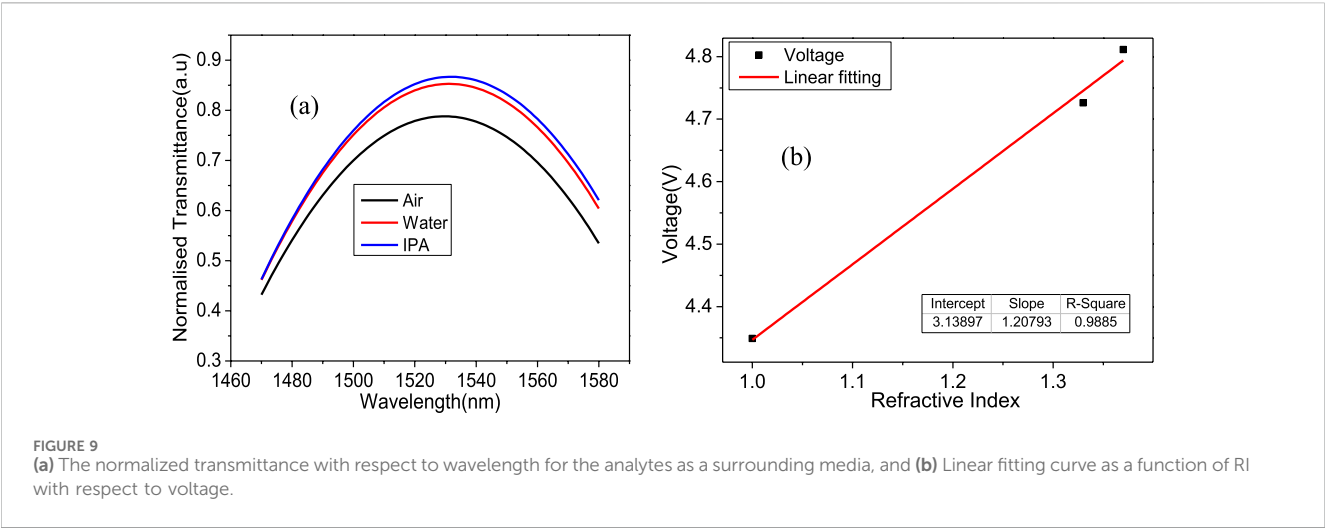 0.9
0.8
0.7
0.6
0.5
0.4
0.3
Normalised Transmittance(a.u)
(a)
Air
Water
IPA
1460 1480 1500 1520 1540 1560 1580
Wavelength(nm)
4.8
4.7
4.6
4.5
4.4
Voltage(V)
Voltage
Linear fitting
(b)
Intercept Slope R-Square
3.13897 1.20793 0.9885
1.0 1.1 1.2 1.3
Refractive Index
FIGURE 9
(a) The normalized transmittance with respect to wavelength for the analytes as a surrounding media, and (b) Linear fitting curve as a function of RI
with respect to voltage.